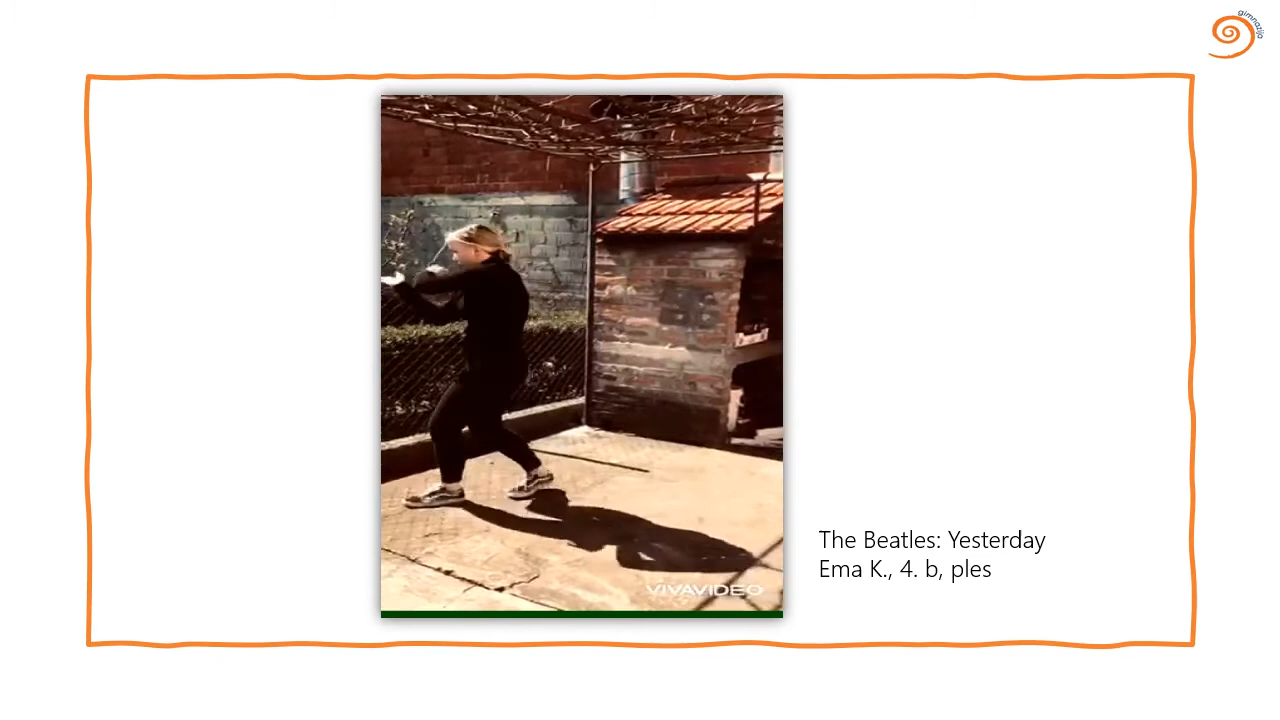 gimnazija
VIVAVIDEO
The Beatles: Yesterday
Ema K., 4. b, ples